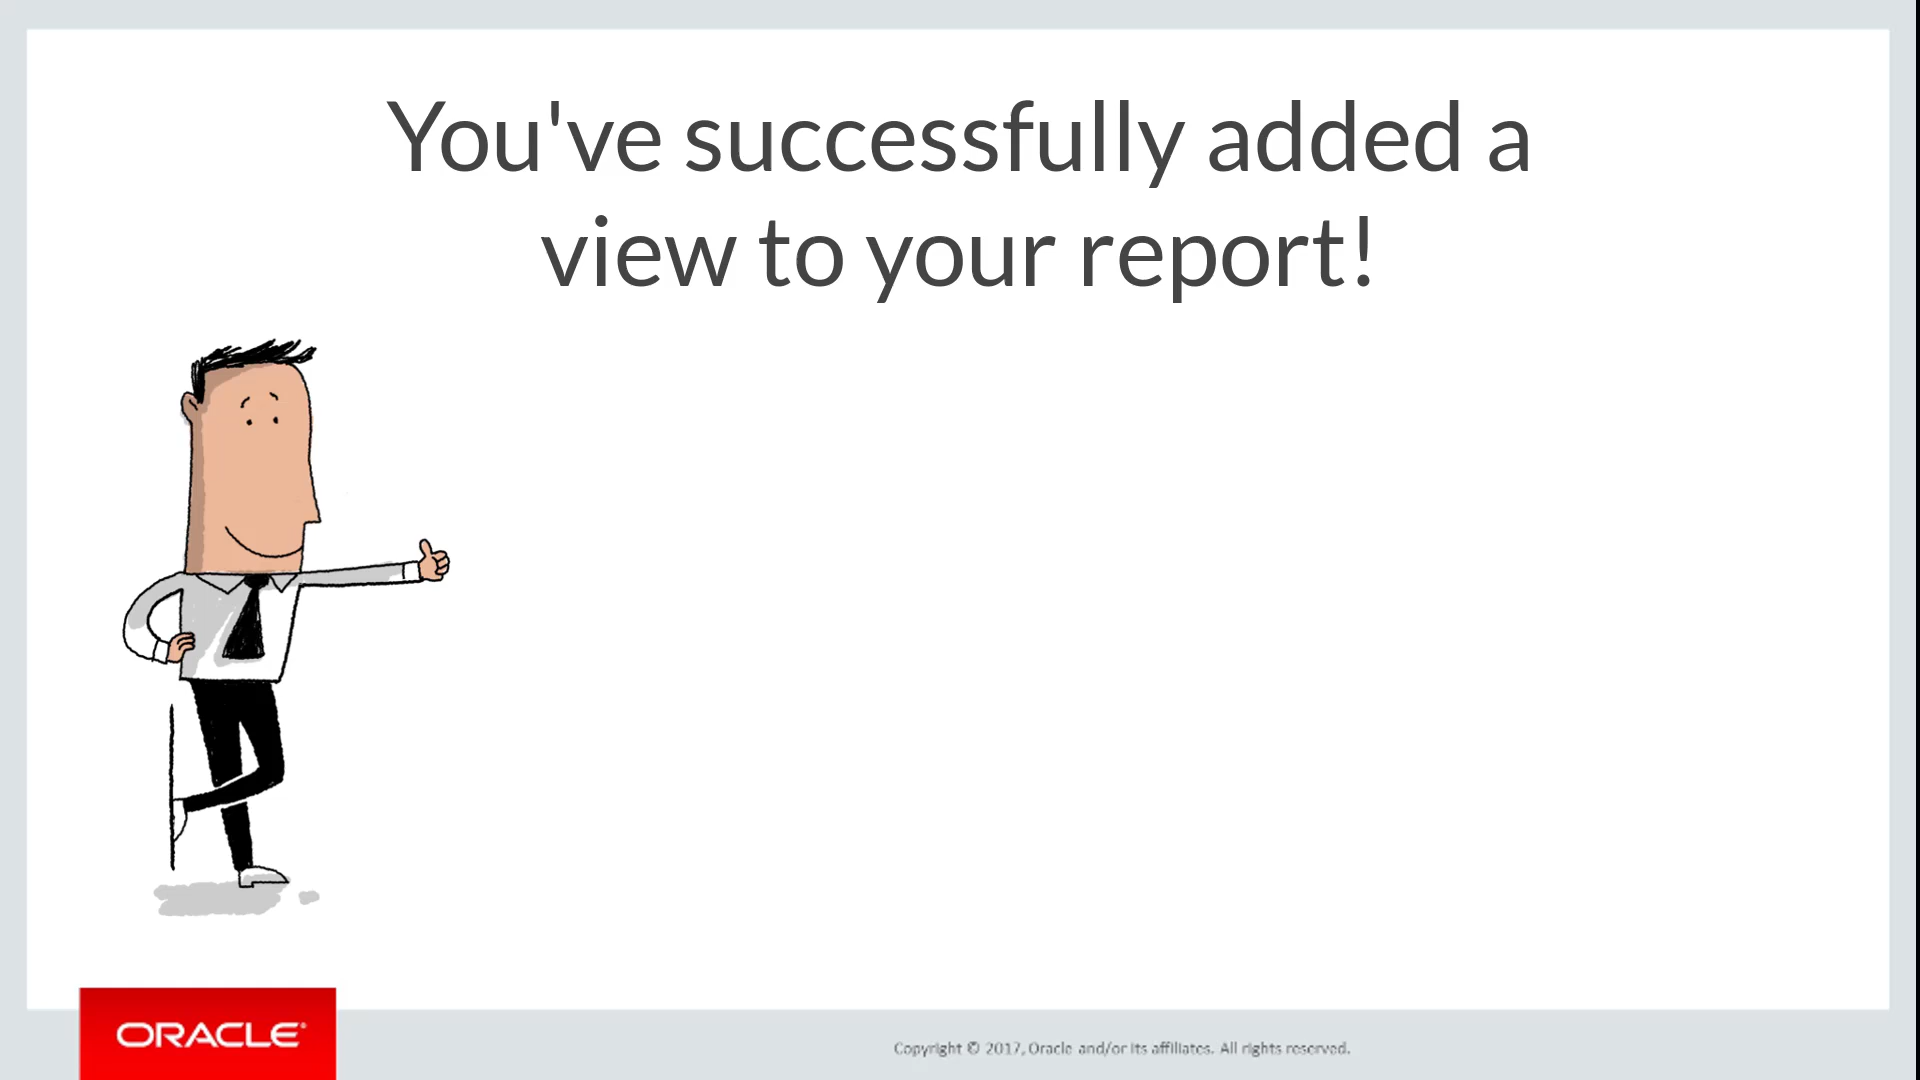 You've successfully added a
view to your report!
ORACLE®
Copyright © 2017, Oracle and/or its affiliates. All rights reserved.